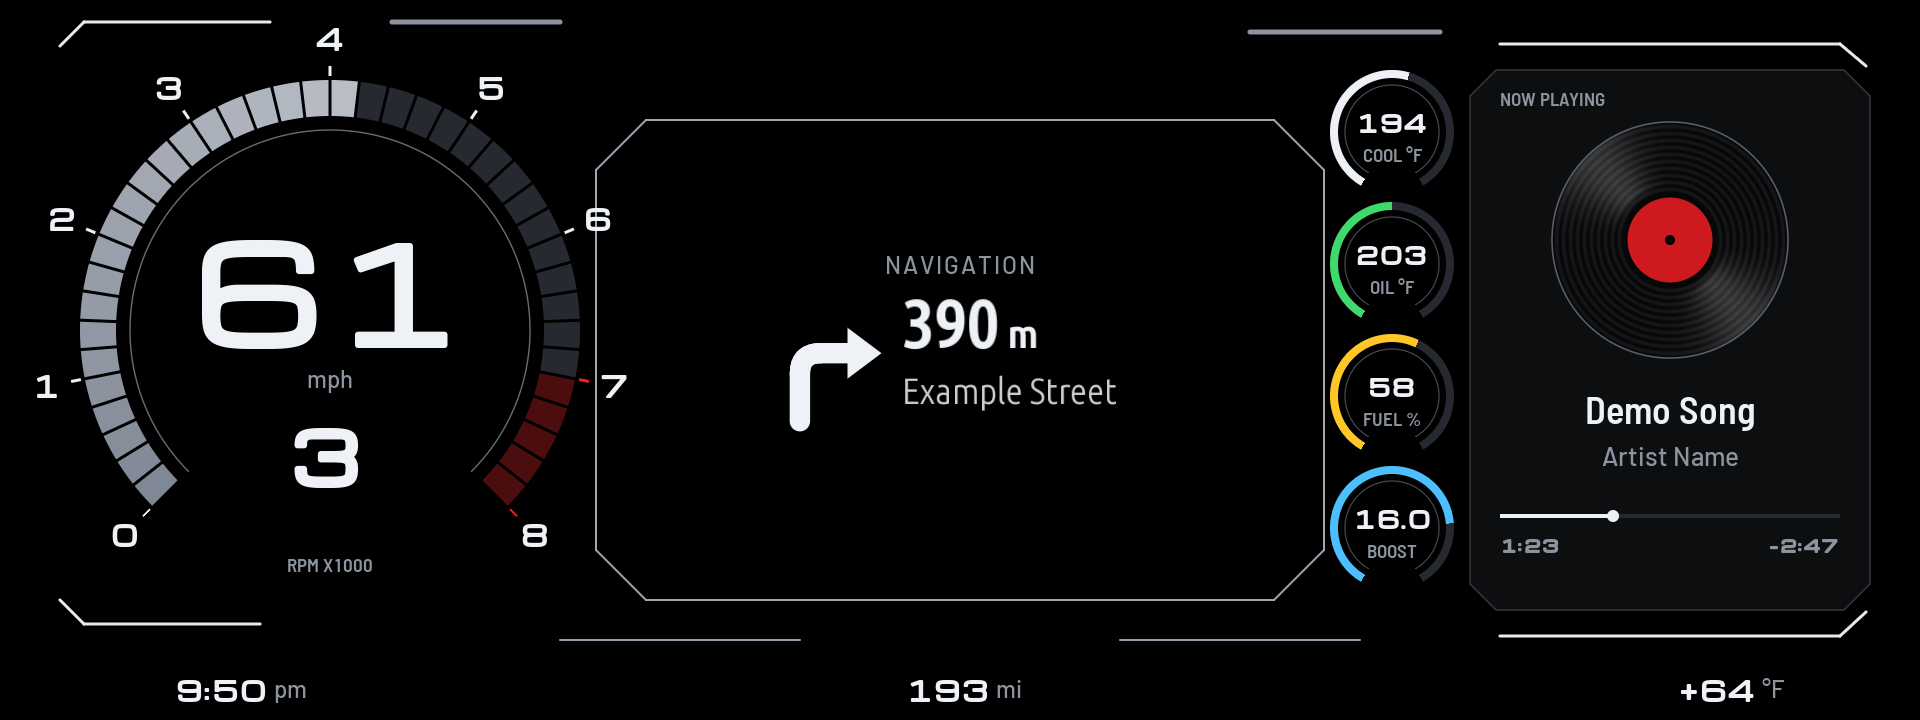 4
3
5
2
6
1
7
0
8
61
mph
3
RPM X1000
NAVIGATION
390 m
Example Street
194
COOL °F
203
OIL °F
58
FUEL %
16.0
BOOST
NOW PLAYING
Demo Song
Artist Name
1:23
-2:47
9:50 pm
193 mi
+64 °F